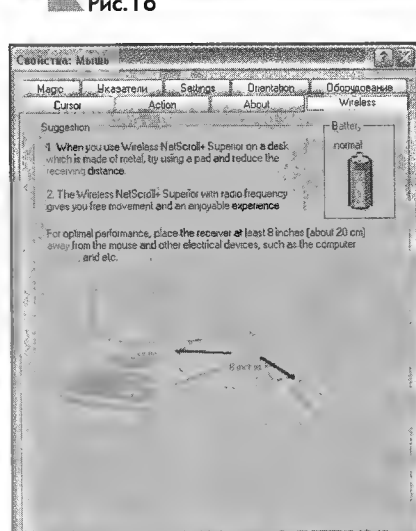 Рис. 16
Свойства: Мышь
Magic Указатели Settings Orientation Оборудование
Cursor Action About Wireless
Suggestion
Battery
normal
1. When you use Wireless NetScroll+ Superior on a desk
which is made of metal, try using a pad and reduce the
receiving distance.
2. The Wireless NetScroll+ Superior with radio frequency
gives you free movement and an enjoyable experience
For optimal performance, place the receiver at least 8 inches (about 20 cm)
away from the mouse and other electrical devices, such as the computer
, and etc.
8 inches